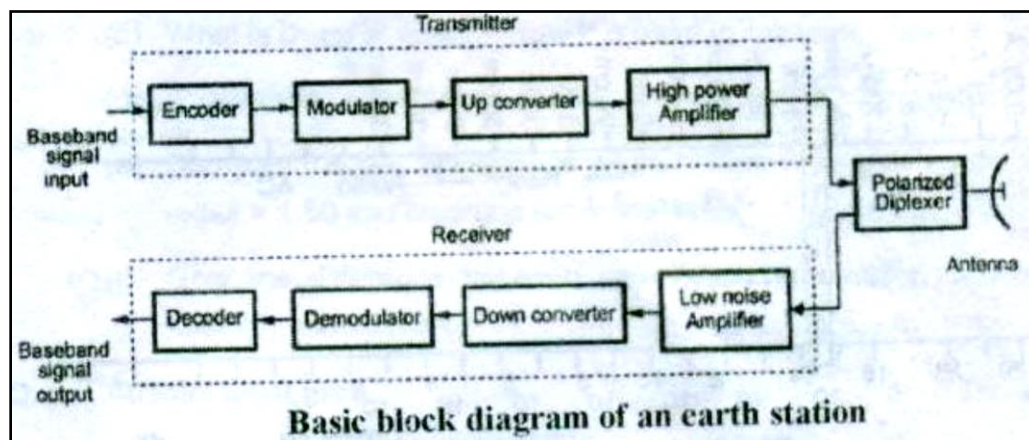 Transmitter
Encoder
Modulator
Up converter
High power
Amplifier
Baseband
signal
input
Polarized
Diplexer
Antenna
Receiver
Decoder
Demodulator
Down converter
Low noise
Amplifier
Baseband
signal
output
Basic block diagram of an earth station